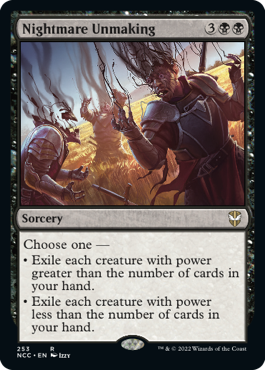 Nightmare Unmaking 3
Sorcery
Choose one —
• Exile each creature with power
greater than the number of cards in
your hand.
• Exile each creature with power
less than the number of cards in
your hand.
253 R
NCC • EN Izzy
™ & © 2022 Wizards of the Coast